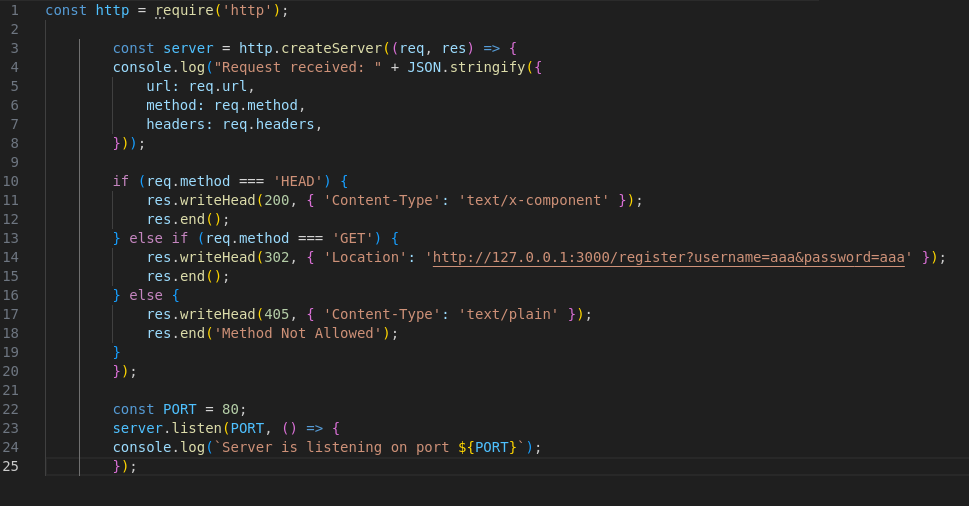 1 const http = require('http');
2
3 const server = http.createServer((req, res) => {
4 console.log("Request received: " + JSON.stringify({
5 url: req.url,
6 method: req.method,
7 headers: req.headers,
8 }));
9
10 if (req.method === 'HEAD') {
11 res.writeHead(200, { 'Content-Type': 'text/x-component' });
12 res.end();
13 } else if (req.method === 'GET') {
14 res.writeHead(302, { 'Location': 'http://127.0.0.1:3000/register?username=aaa&password=aaa' });
15 res.end();
16 } else {
17 res.writeHead(405, { 'Content-Type': 'text/plain' });
18 res.end('Method Not Allowed');
19 }
20 });
21
22 const PORT = 80;
23 server.listen(PORT, () => {
24 console.log(`Server is listening on port ${PORT}`);
25 });